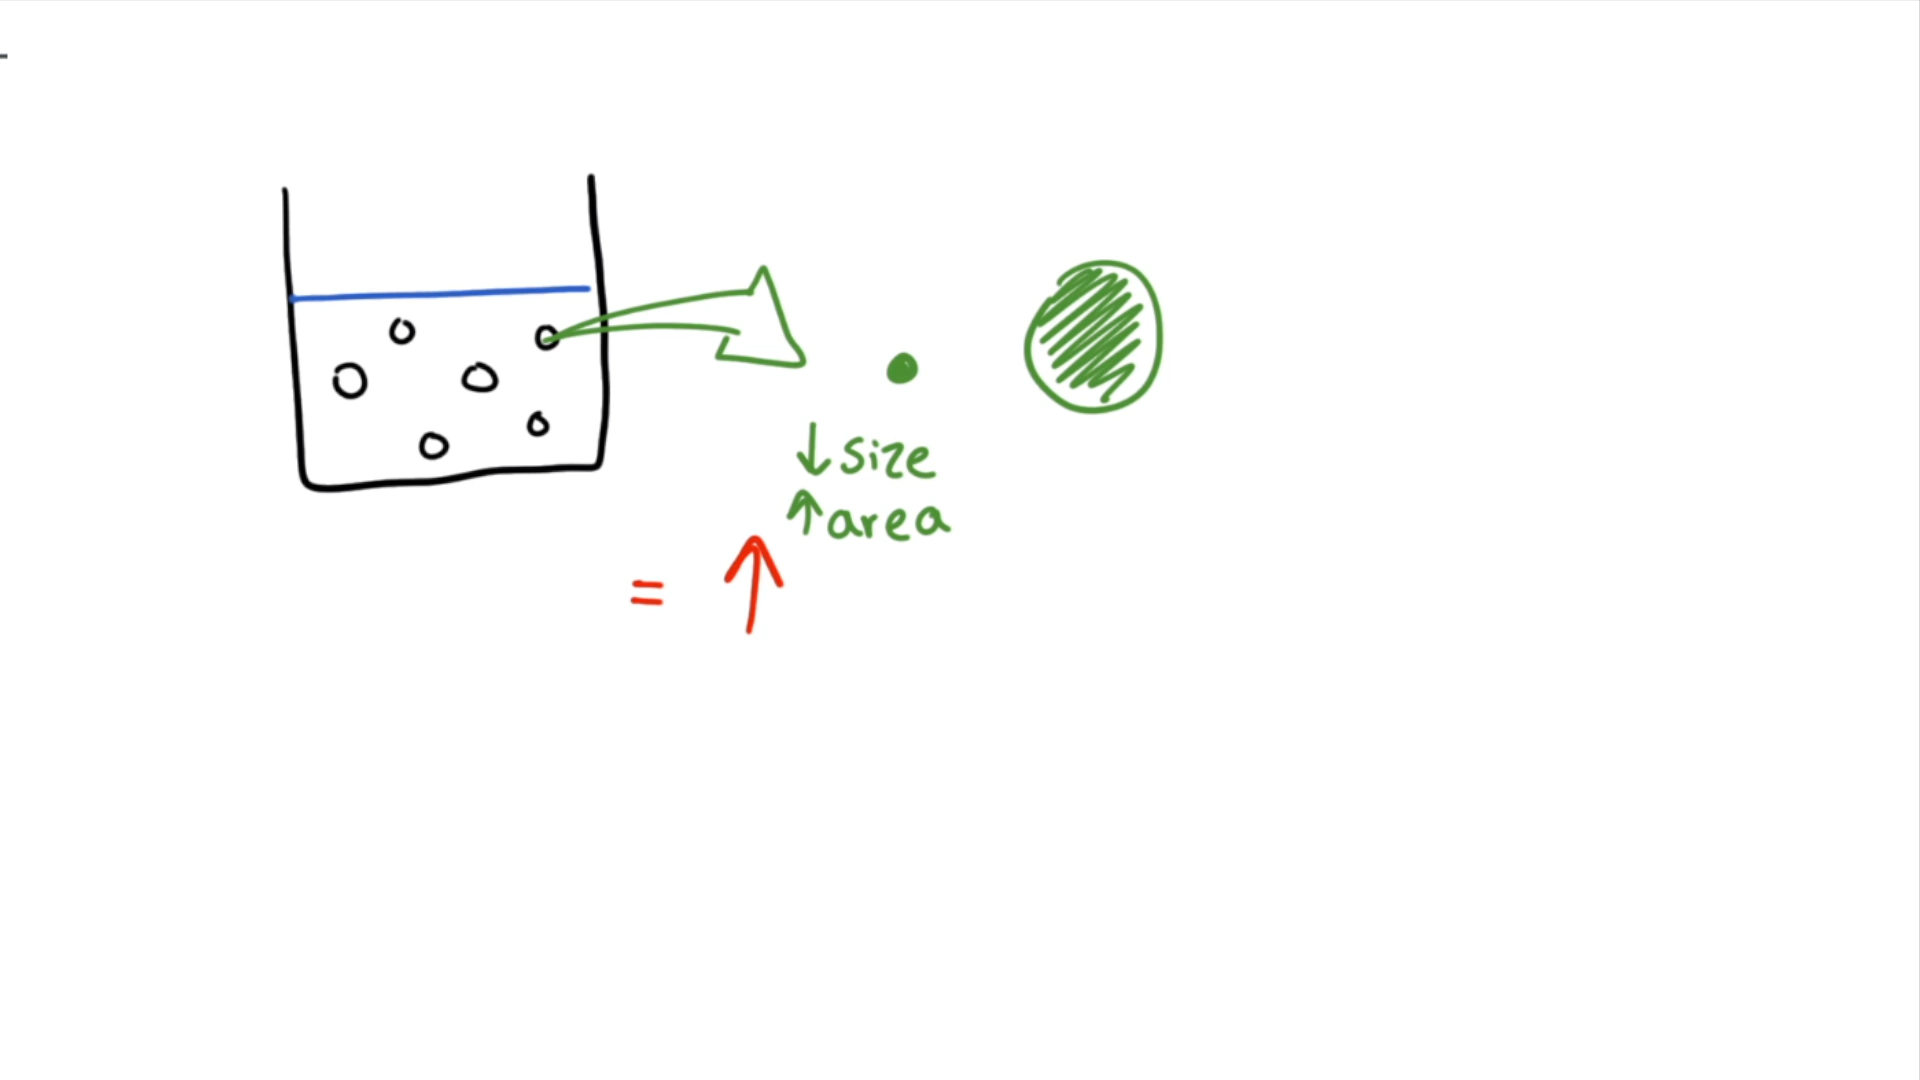 ↓ size
↑ area
= ↑